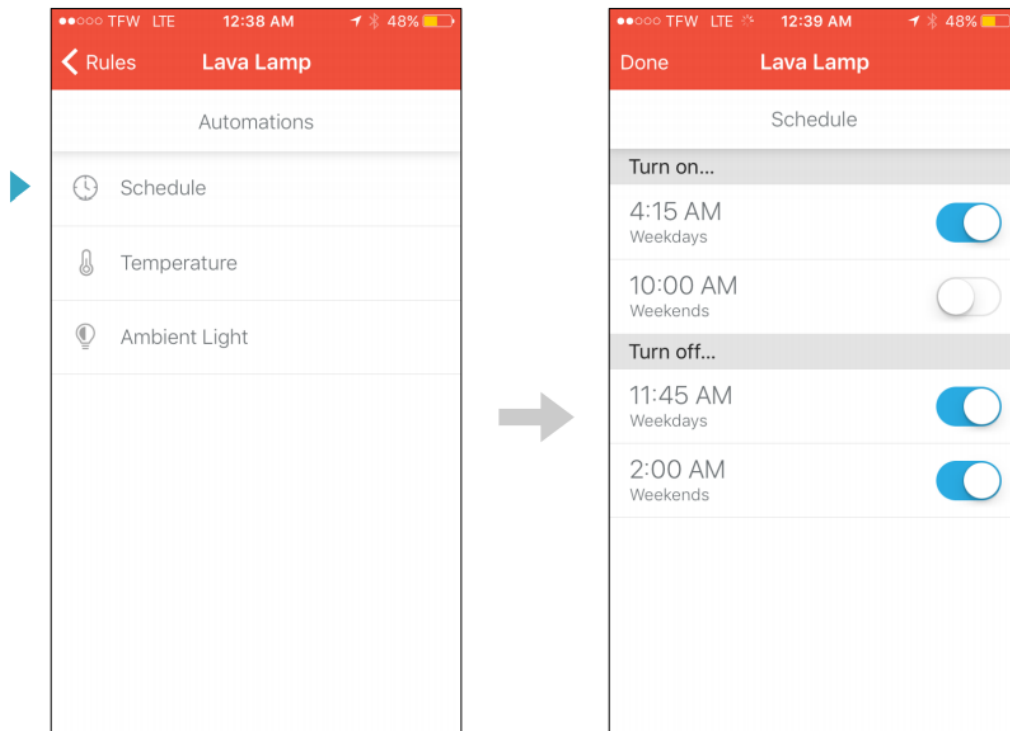 TFW LTE 12:38 AM 48%
Rules Lava Lamp
Automations
Schedule
Temperature
Ambient Light
TFW LTE 12:39 AM 48%
Done Lava Lamp
Schedule
Turn on...
4:15 AM
Weekdays
10:00 AM
Weekends
Turn off...
11:45 AM
Weekdays
2:00 AM
Weekends